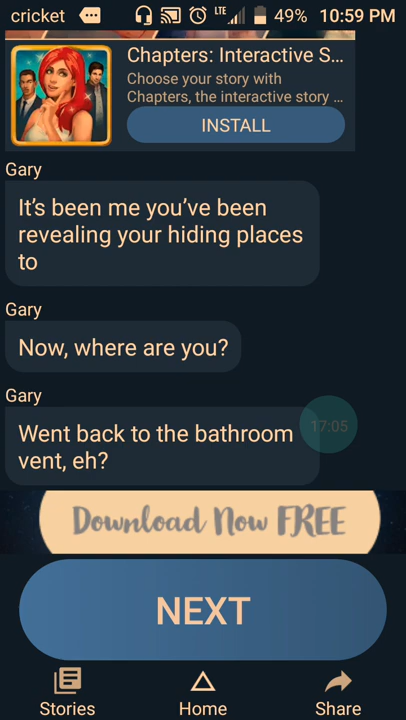 cricket LTE 49% 10:59 PM
Chapters: Interactive S...
Choose your story with
Chapters, the interactive story ...
INSTALL
Gary
It's been me you've been
revealing your hiding places
to
Gary
Now, where are you?
Gary
Went back to the bathroom
vent, eh?
17:05
Download Now FREE
NEXT
Stories Home Share